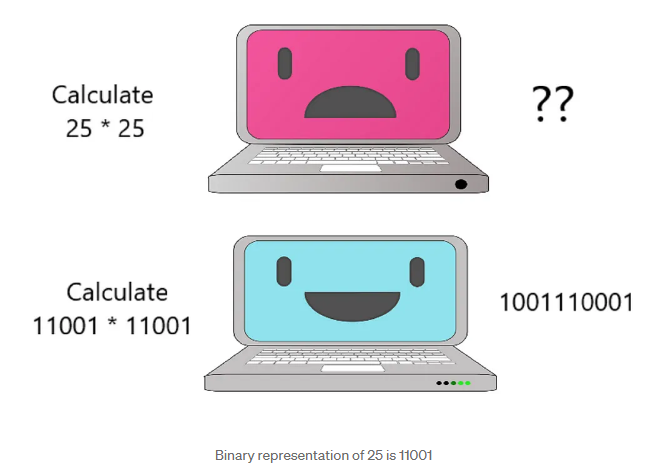 Calculate
25 * 25
??
Calculate
11001 * 11001
1001110001
Binary representation of 25 is 11001